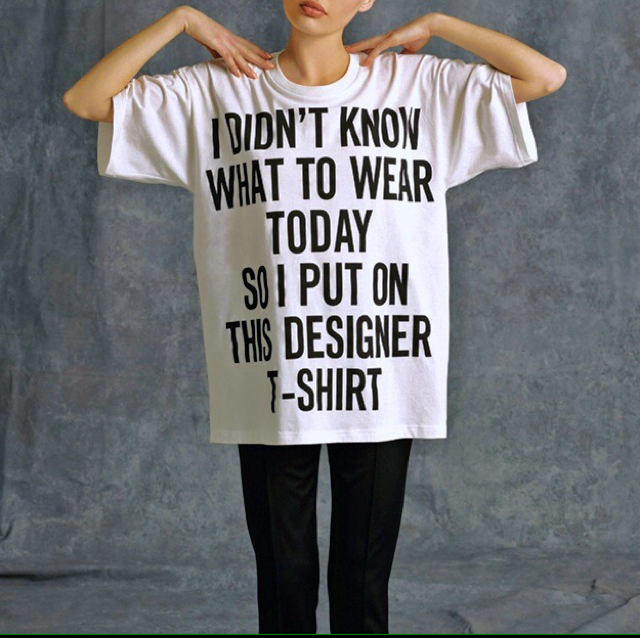 I DIDN'T KNOW
WHAT TO WEAR
TODAY
SO I PUT ON
THIS DESIGNER
T-SHIRT